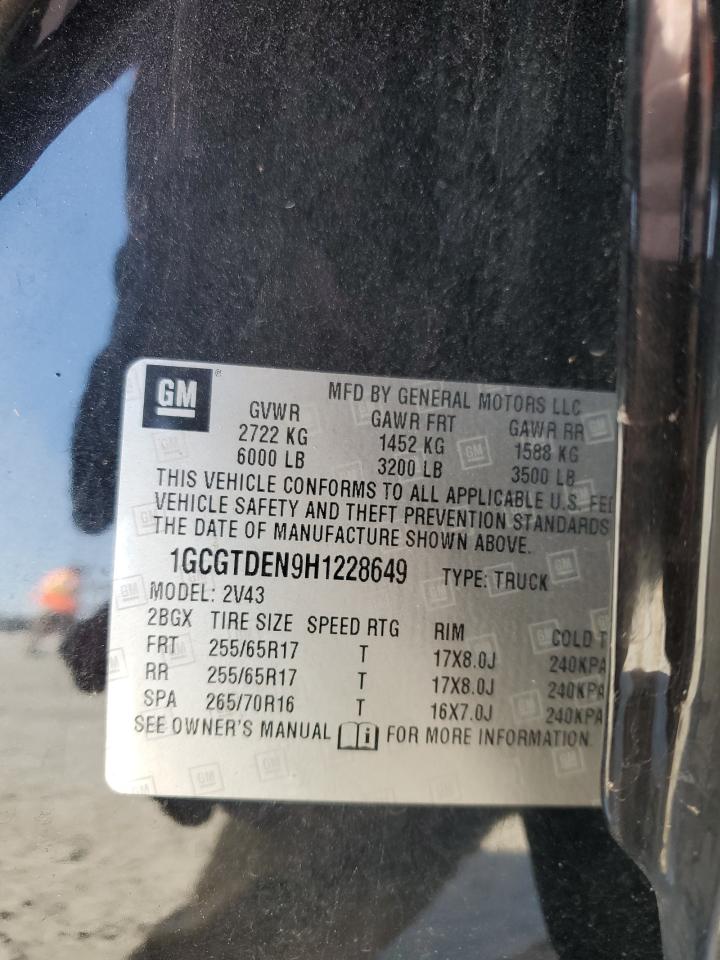 GM
MFD BY GENERAL MOTORS LLC
GVWR GAWR FRT GAWR RR
2722 KG 1452 KG 1588 KG
6000 LB 3200 LB 3500 LB
THIS VEHICLE CONFORMS TO ALL APPLICABLE U.S.
VEHICLE SAFETY AND THEFT PREVENTION STANDARDS
THE DATE OF MANUFACTURE SHOWN ABOVE.
1GCGTDEN9H1228649 TYPE: TRUCK
MODEL: 2V43
2BGX TIRE SIZE SPEED RTG RIM COLD T
FRT 255/65R17 T 17X8.0J 240KPA
RR 255/65R17 T 17X8.0J 240KPA
SPA 265/70R16 T 16X7.0J 240KPA
SEE OWNER'S MANUAL i FOR MORE INFORMATION